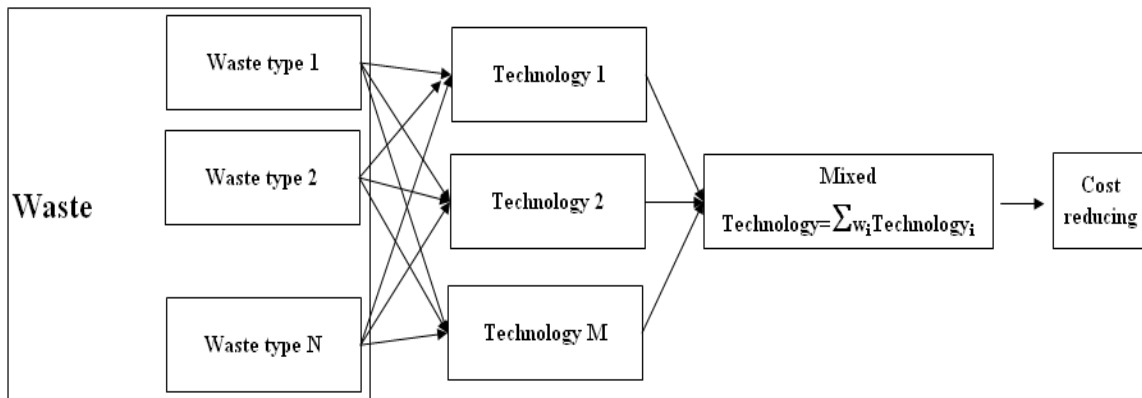 Waste
Waste type 1
Waste type 2
Waste type N
Technology 1
Technology 2
Technology M
Mixed
Technology=∑wᵢTechnologyᵢ
Cost
reducing